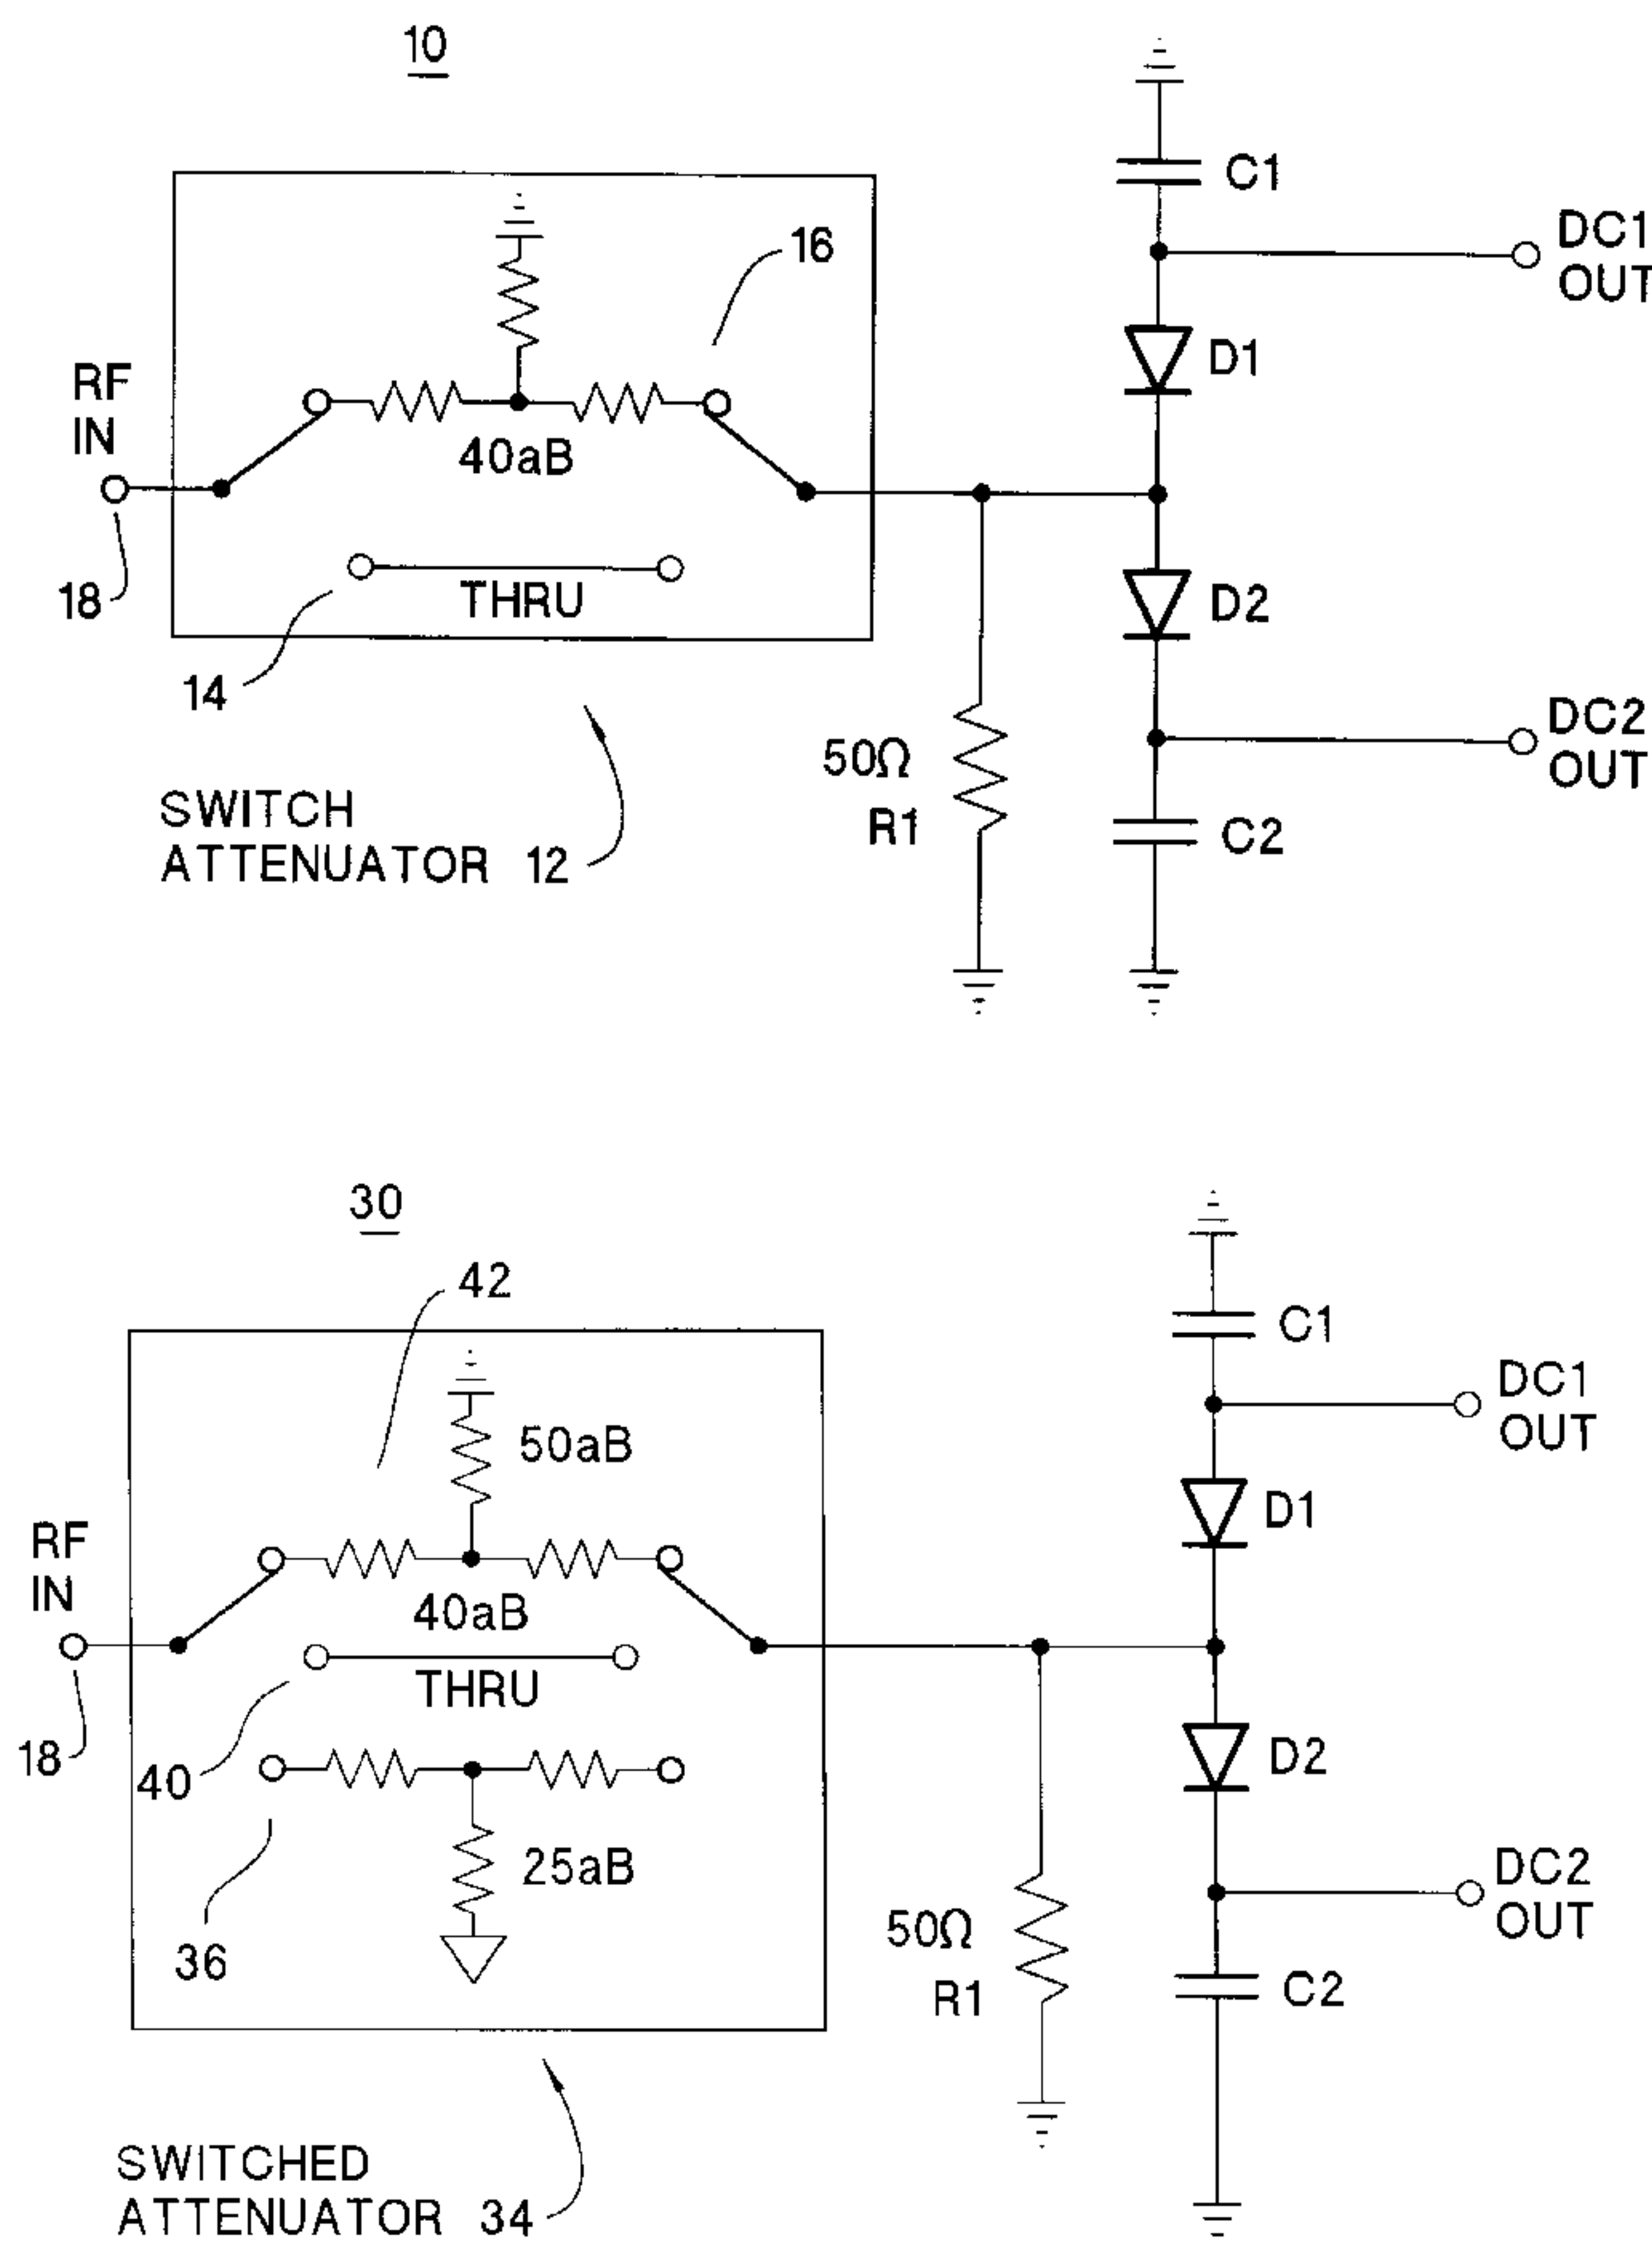 10
C1
DC1
OUT
16
D1
RF
IN
40aB
18
THRU
D2
14
DC2
OUT
50Ω
R1
C2
SWITCH
ATTENUATOR 12
30
42
C1
DC1
OUT
50aB
D1
RF
IN
40aB
THRU
18
40
D2
25aB
DC2
OUT
36
50Ω
R1
C2
SWITCHED
ATTENUATOR 34